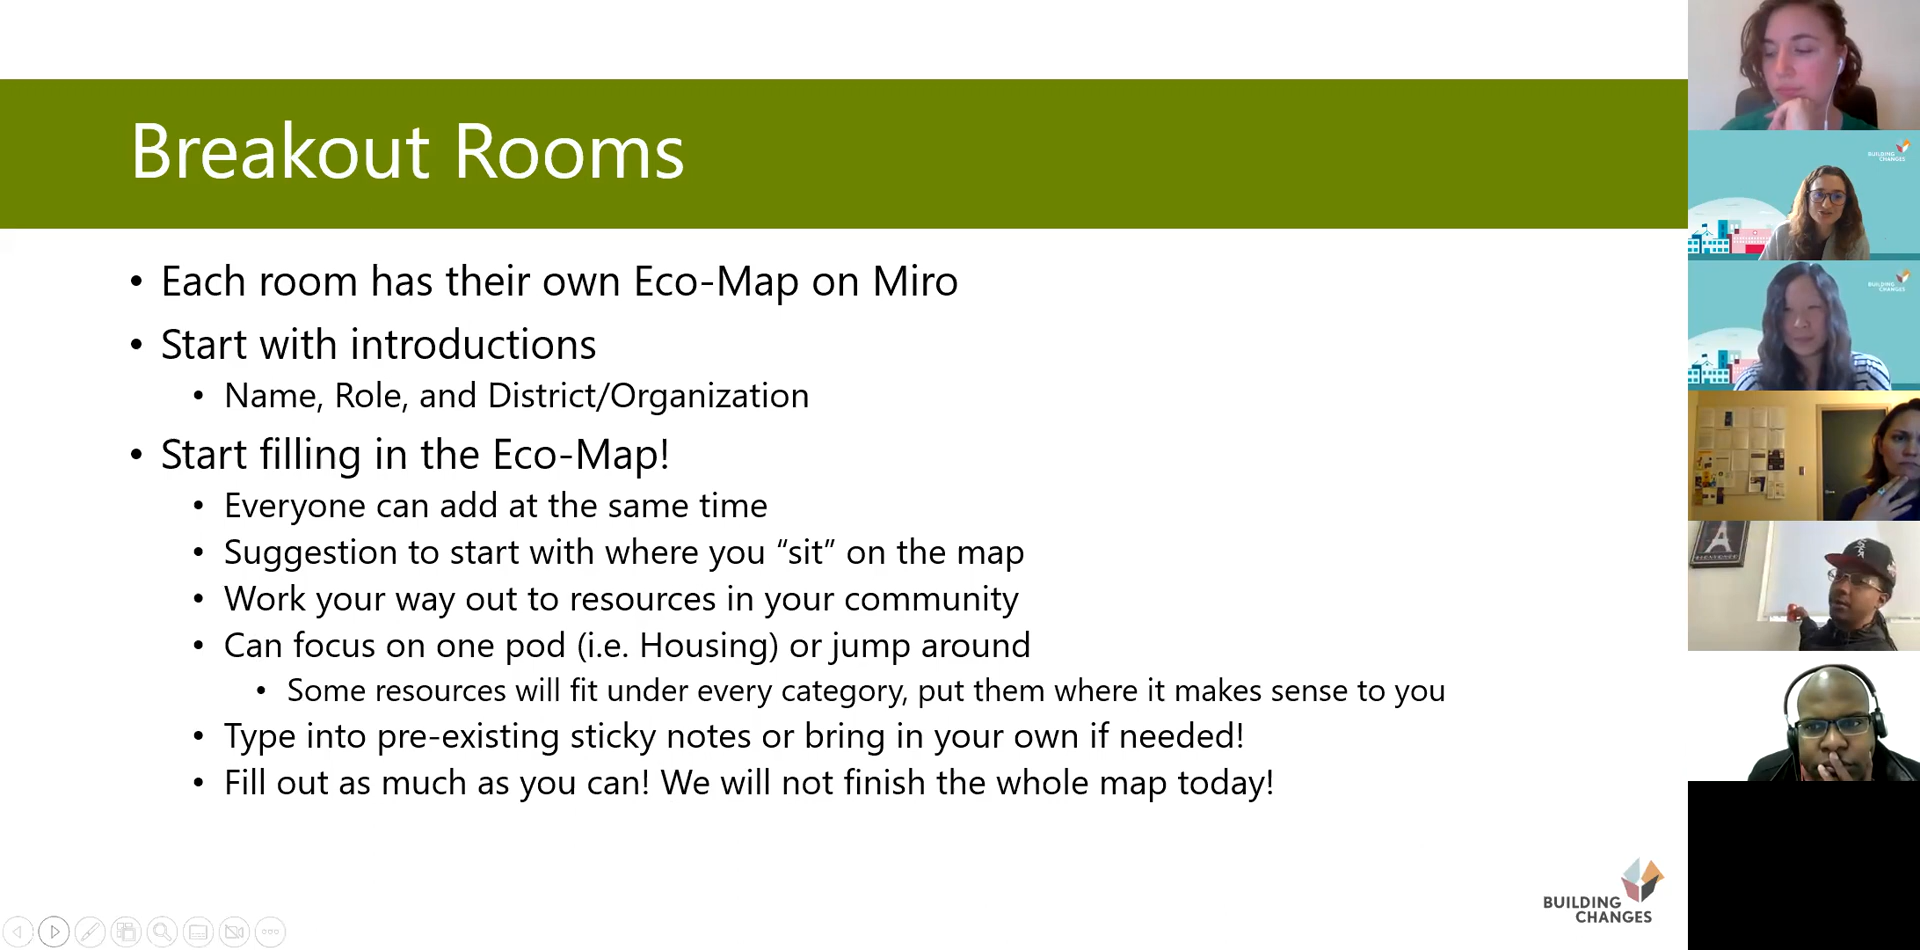 Breakout Rooms
• Each room has their own Eco-Map on Miro
• Start with introductions
• Name, Role, and District/Organization
• Start filling in the Eco-Map!
• Everyone can add at the same time
• Suggestion to start with where you “sit” on the map
• Work your way out to resources in your community
• Can focus on one pod (i.e. Housing) or jump around
• Some resources will fit under every category, put them where it makes sense to you
• Type into pre-existing sticky notes or bring in your own if needed!
• Fill out as much as you can! We will not finish the whole map today!
BUILDING
CHANGES
BUILDING
CHANGES
BUILDING
CHANGES